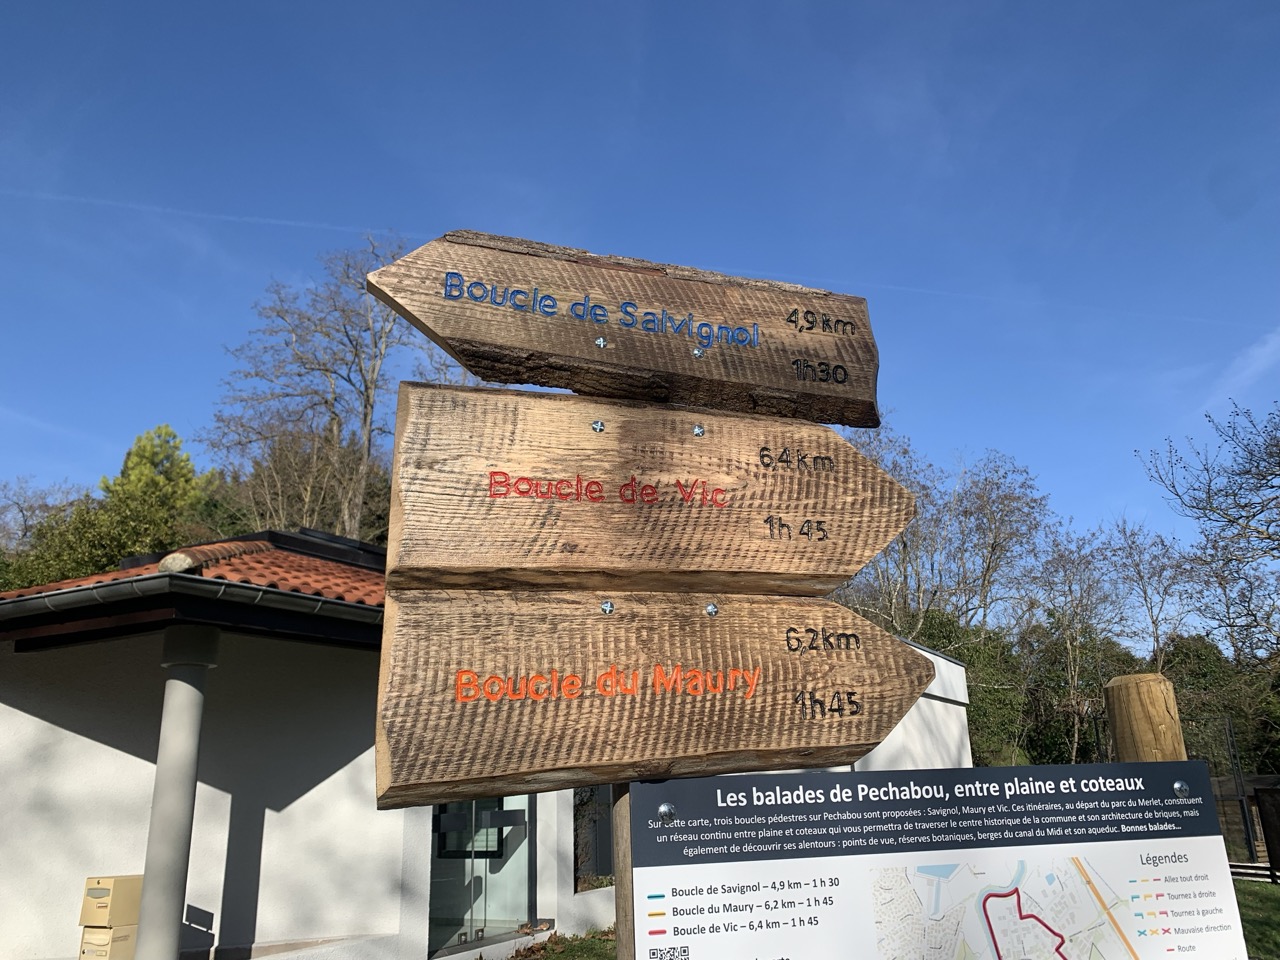 Boucle de Salvignol
4,9 km
1h30
6,4 km
Boucle de Vic
1h 45
6,2 km
Boucle du Maury
1h45
Les balades de Pechabou, entre plaine et coteaux
Sur cette carte, trois boucles pédestres sur Pechabou sont proposées : Savignol, Maury et Vic. Ces itinéraires, au départ du parc du Merlet, constituent
un réseau continu entre plaine et coteaux qui vous permettra de traverser le centre historique de la commune et son architecture de briques, mais
également de découvrir ses alentours : points de vue, réserves botaniques, berges du canal du Midi et son aqueduc. Bonnes balades...
Boucle de Savignol – 4,9 km – 1 h 30
Boucle du Maury – 6,2 km – 1 h 45
Boucle de Vic – 6,4 km – 1 h 45
Légendes
Allez tout droit
Tournez à droite
Tournez à gauche
Mauvaise direction
Route